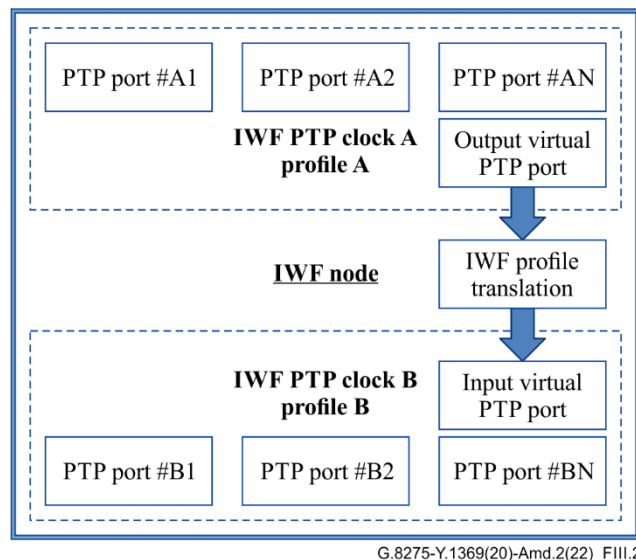 PTP port #A1
PTP port #A2
PTP port #AN
IWF PTP clock A
profile A
Output virtual
PTP port
IWF node
IWF profile
translation
IWF PTP clock B
profile B
Input virtual
PTP port
PTP port #B1
PTP port #B2
PTP port #BN
G.8275-Y.1369(20)-Amd.2(22)_FIII.2